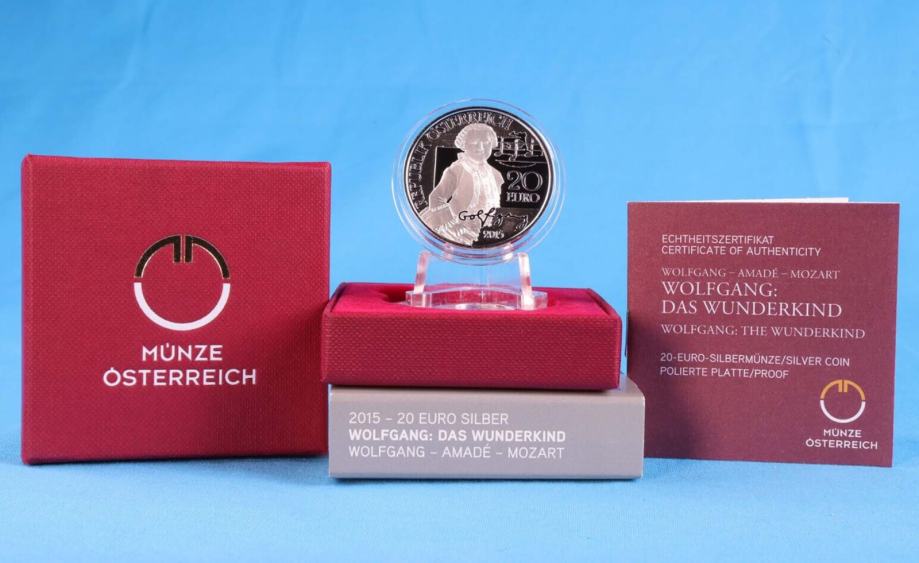 MÜNZE
ÖSTERREICH
REPUBLIK ÖSTERREICH
20
EURO
Wolfgang
2015
2015 – 20 EURO SILBER
WOLFGANG: DAS WUNDERKIND
WOLFGANG – AMADÉ – MOZART
ECHTHEITSZERTIFIKAT
CERTIFICATE OF AUTHENTICITY
WOLFGANG – AMADÉ – MOZART
WOLFGANG:
DAS WUNDERKIND
WOLFGANG: THE WUNDERKIND
20-EURO-SILBERMÜNZE/SILVER COIN
POLIERTE PLATTE/PROOF
MÜNZE
ÖSTERREICH